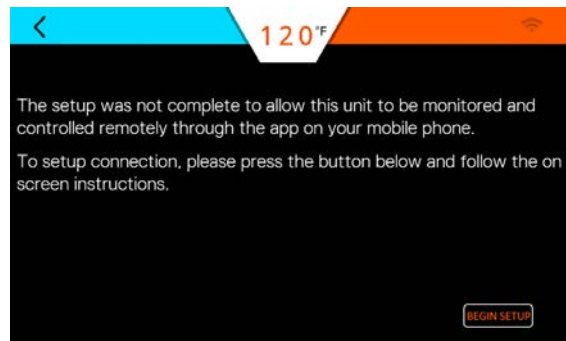 120°F
The setup was not complete to allow this unit to be monitored and
controlled remotely through the app on your mobile phone.
To setup connection, please press the button below and follow the on
screen instructions.
BEGIN SETUP